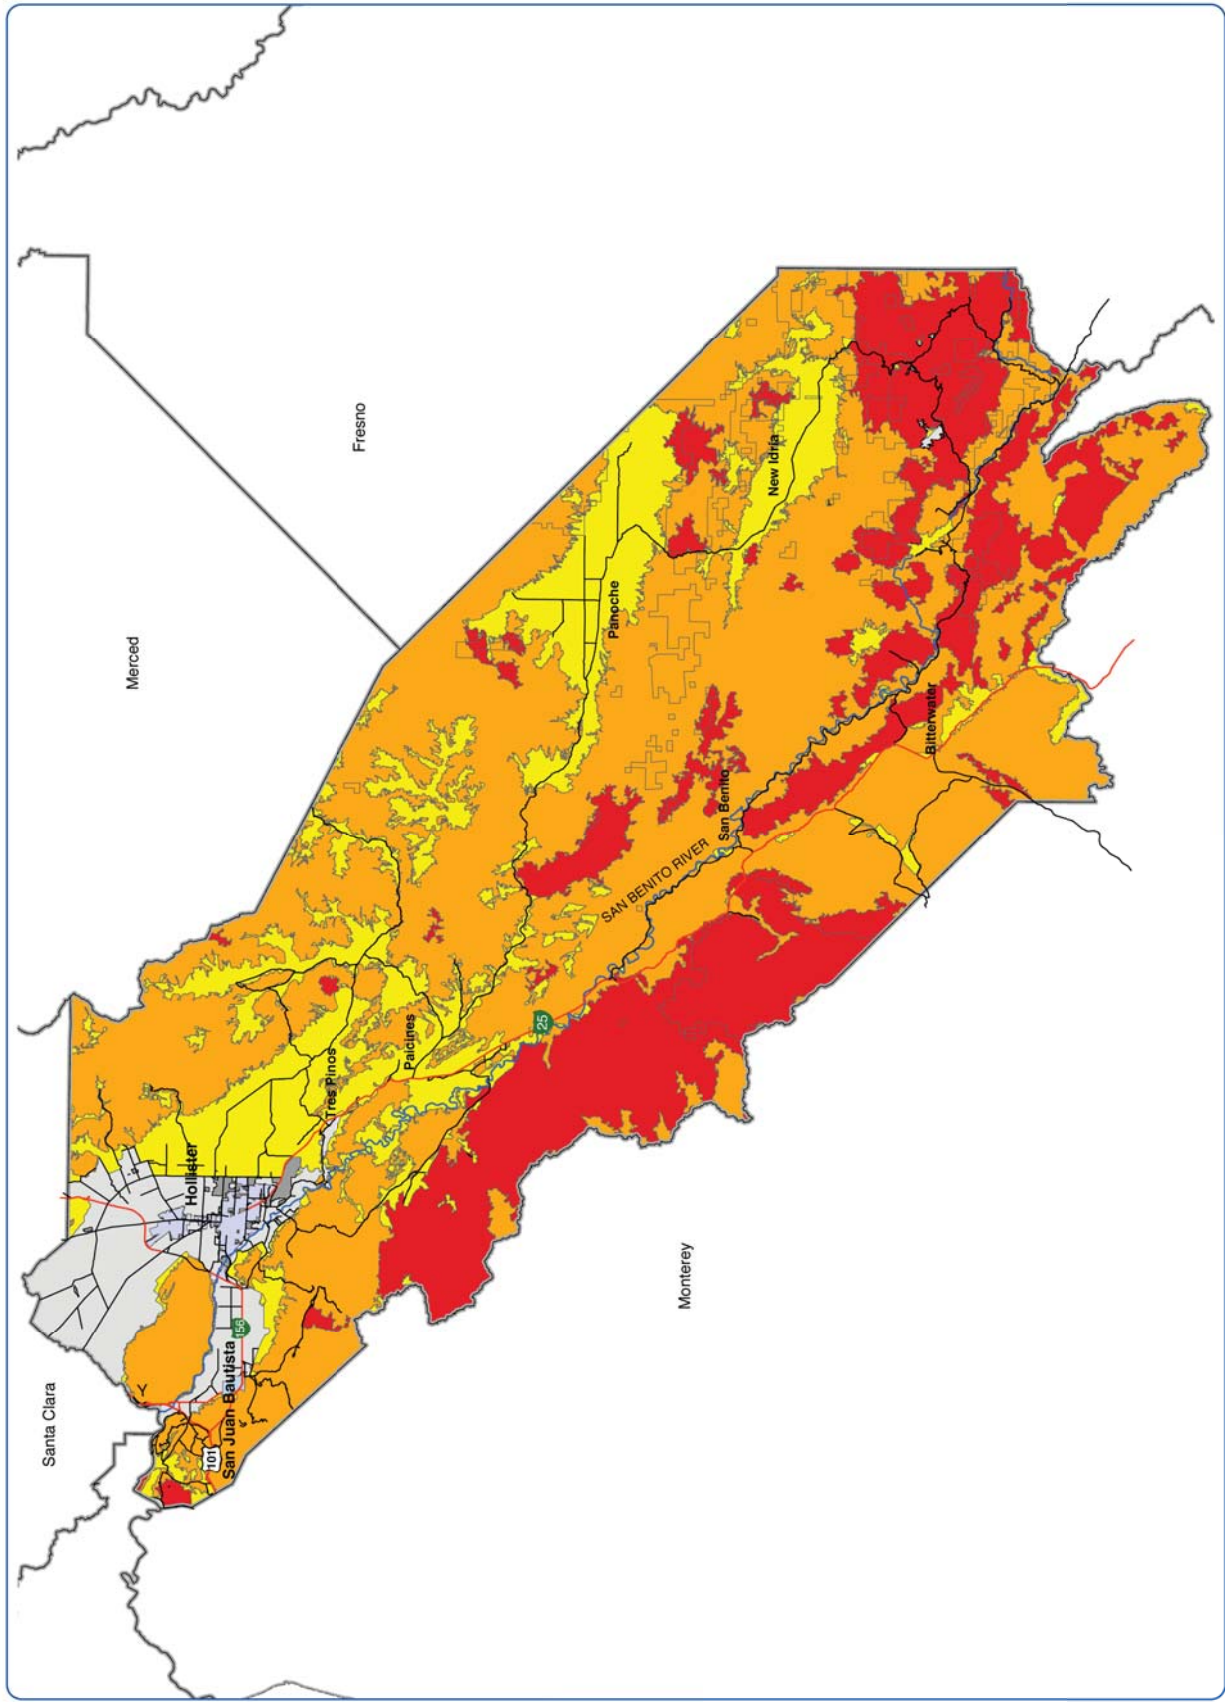 Santa Clara
Merced
Fresno
Monterey
Hollister
San Juan Bautista
Tres Pinos
Paicines
Panoche
New Idria
San Benito
SAN BENITO RIVER
Bitterwater
Y
101
156
25